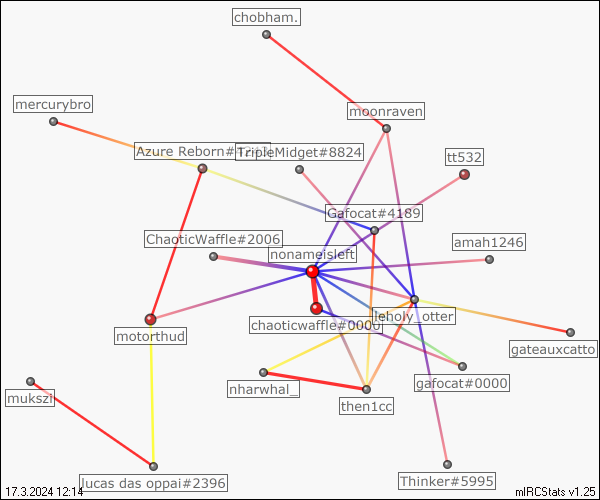 chobham.
mercurybro
moonraven
Azure Reborn#
TripleMidget#8824
tt532
Gafocat#4189
ChaoticWaffle#2006
amah1246
nonameisleft
chaoticwaffle#0000
leholy_otter
motorthud
gateauxcatto
nharwhal_
gafocat#0000
mukszi
then1cc
lucas das oppai#2396
Thinker#5995
17.3.2024 12:14
mIRCStats v1.25